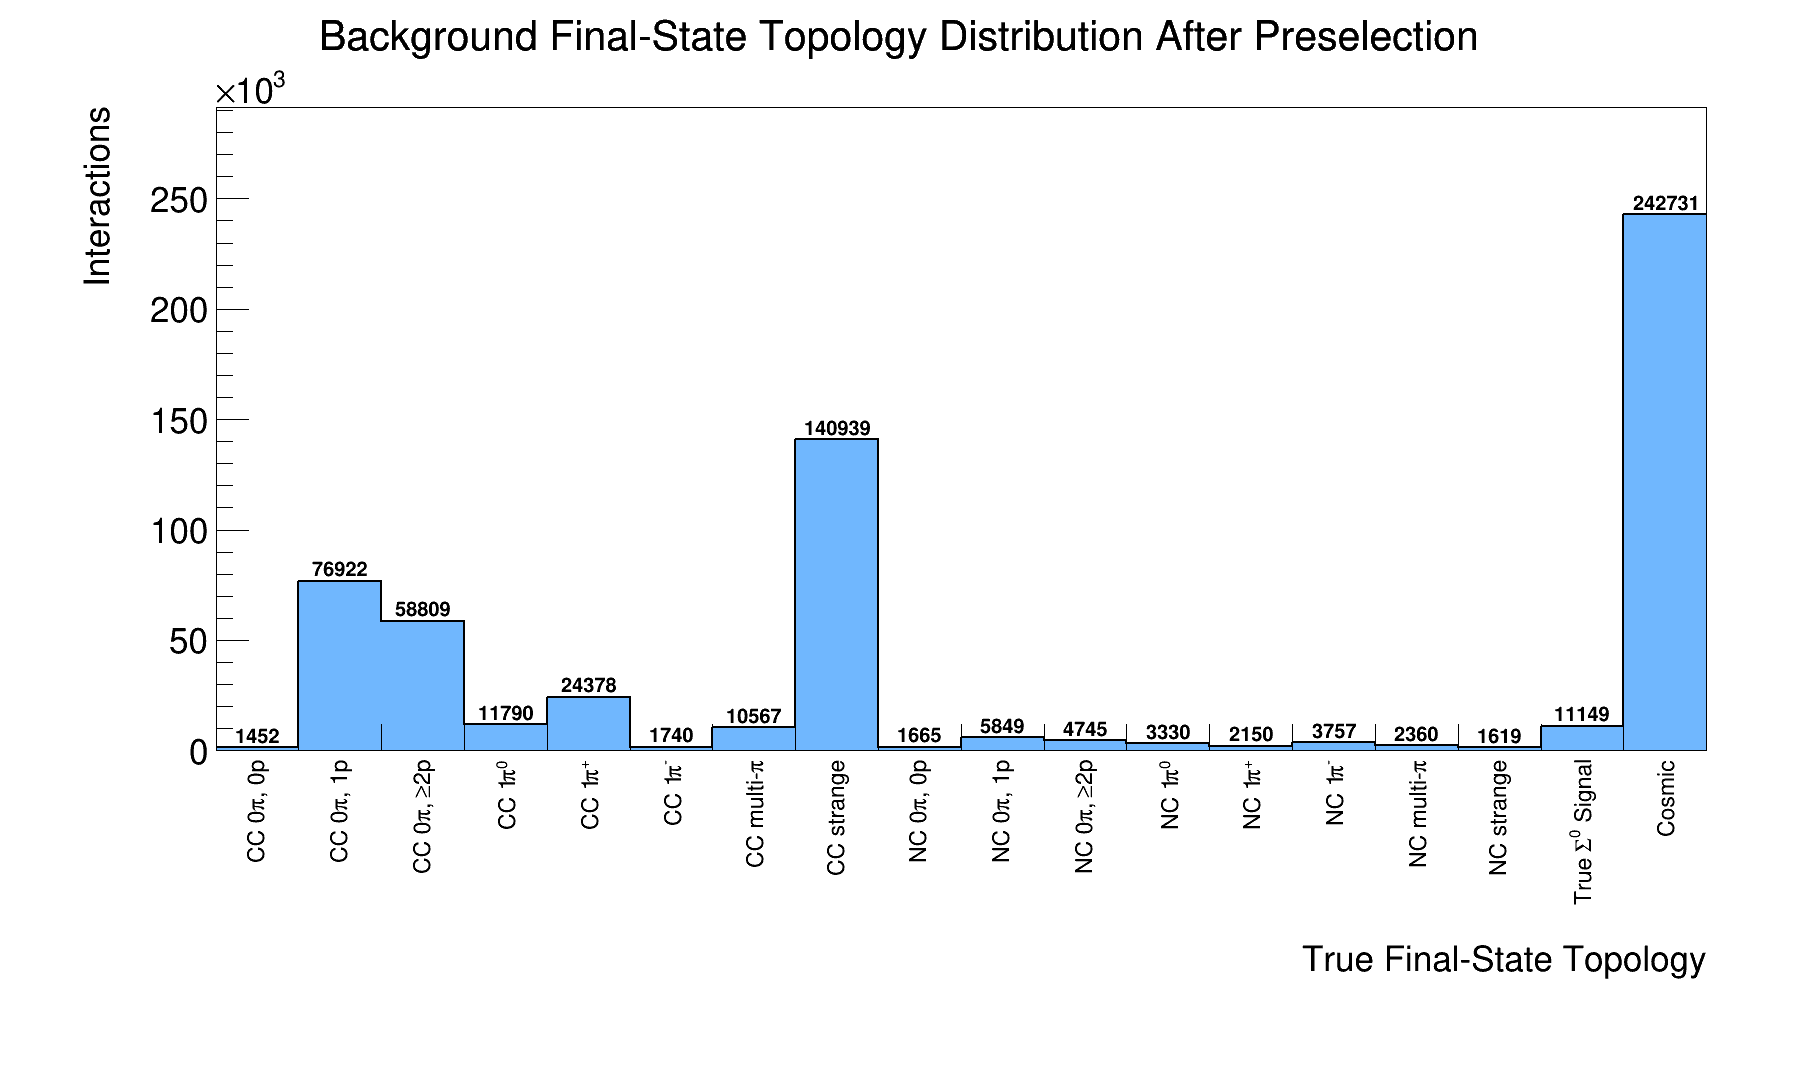 Background Final-State Topology Distribution After Preselection
×10³
Interactions
250
200
150
100
50
0
1452
76922
58809
11790
24378
1740
10567
140939
1665
5849
4745
3330
2150
3757
2360
1619
11149
242731
CC 0π, 0p
CC 0π, 1p
CC 0π, ≥2p
CC 1π⁰
CC 1π⁺
CC 1π⁻
CC multi-π
CC strange
NC 0π, 0p
NC 0π, 1p
NC 0π, ≥2p
NC 1π⁰
NC 1π⁺
NC 1π⁻
NC multi-π
NC strange
True Σ⁰ Signal
Cosmic
True Final-State Topology